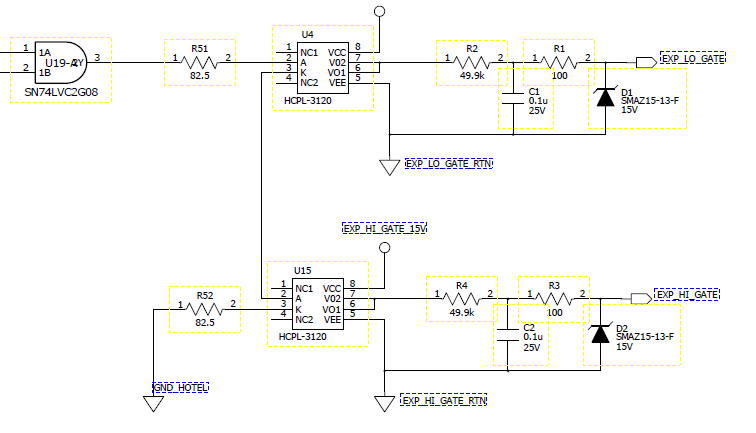 1
1A
2
1B
U19-A
2Y
3
SN74LVC2G08
R51
1
2
82.5
U4
1
NC1
VCC
8
2
A
V02
7
3
K
VO1
6
4
NC2
VEE
5
HCPL-3120
R2
1
2
49.9k
R1
1
2
100
EXP_LO_GATE
C1
0.1u
25V
D1
SMAZ15-13-F
15V
EXP_LO_GATE_RTN
EXP_HI_GATE_15V
U15
1
NC1
VCC
8
2
A
V02
7
3
K
VO1
6
4
NC2
VEE
5
HCPL-3120
R52
1
2
82.5
GND_HOTEL
R4
1
2
49.9k
R3
1
2
100
EXP_HI_GATE
C2
0.1u
25V
D2
SMAZ15-13-F
15V
EXP_HI_GATE_RTN